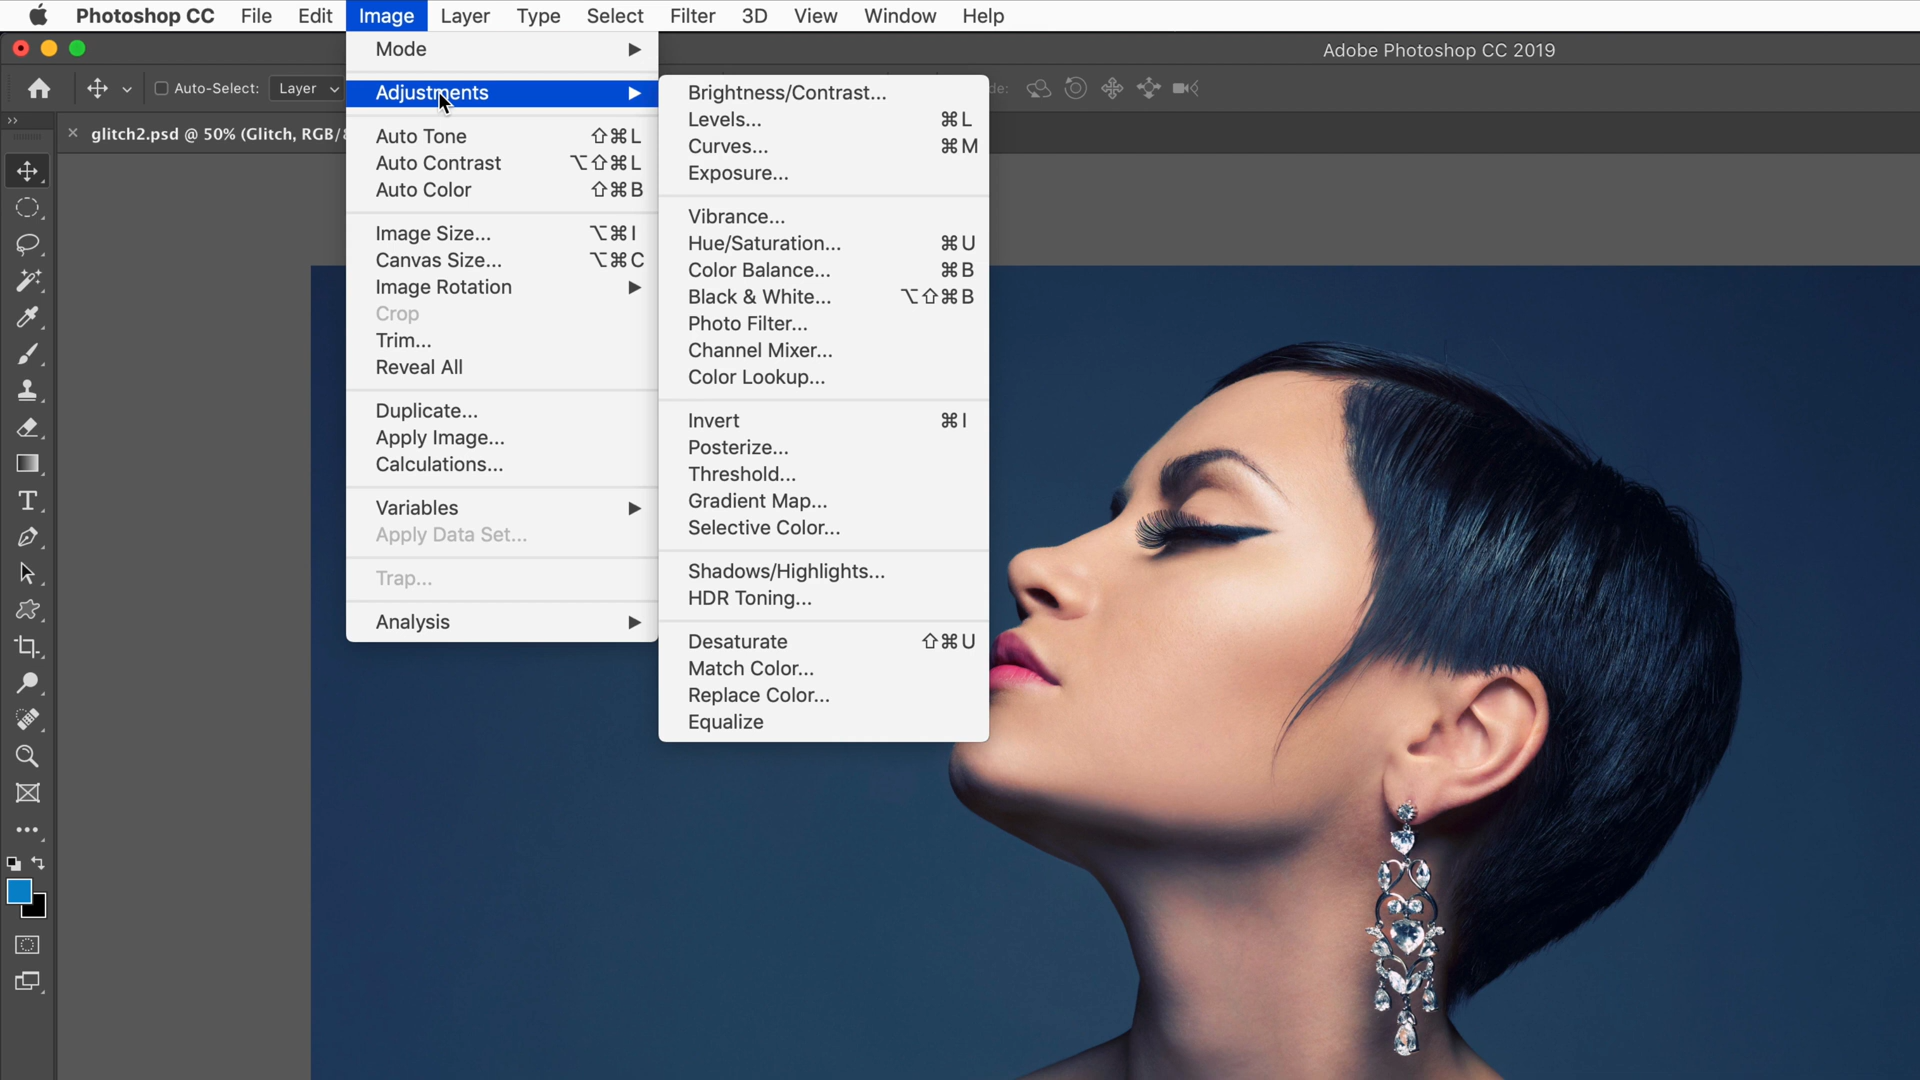 Photoshop CC File Edit Image Layer Type Select Filter 3D View Window Help
Adobe Photoshop CC 2019
Auto-Select: Layer de:
glitch2.psd @ 50% (Glitch, RGB/8
Mode
Adjustments
Auto Tone ⇧⌘L
Auto Contrast ⌥⇧⌘L
Auto Color ⇧⌘B
Image Size... ⌥⌘I
Canvas Size... ⌥⌘C
Image Rotation
Crop
Trim...
Reveal All
Duplicate...
Apply Image...
Calculations...
Variables
Apply Data Set...
Trap...
Analysis
Brightness/Contrast...
Levels... ⌘L
Curves... ⌘M
Exposure...
Vibrance...
Hue/Saturation... ⌘U
Color Balance... ⌘B
Black & White... ⌥⇧⌘B
Photo Filter...
Channel Mixer...
Color Lookup...
Invert ⌘I
Posterize...
Threshold...
Gradient Map...
Selective Color...
Shadows/Highlights...
HDR Toning...
Desaturate ⇧⌘U
Match Color...
Replace Color...
Equalize